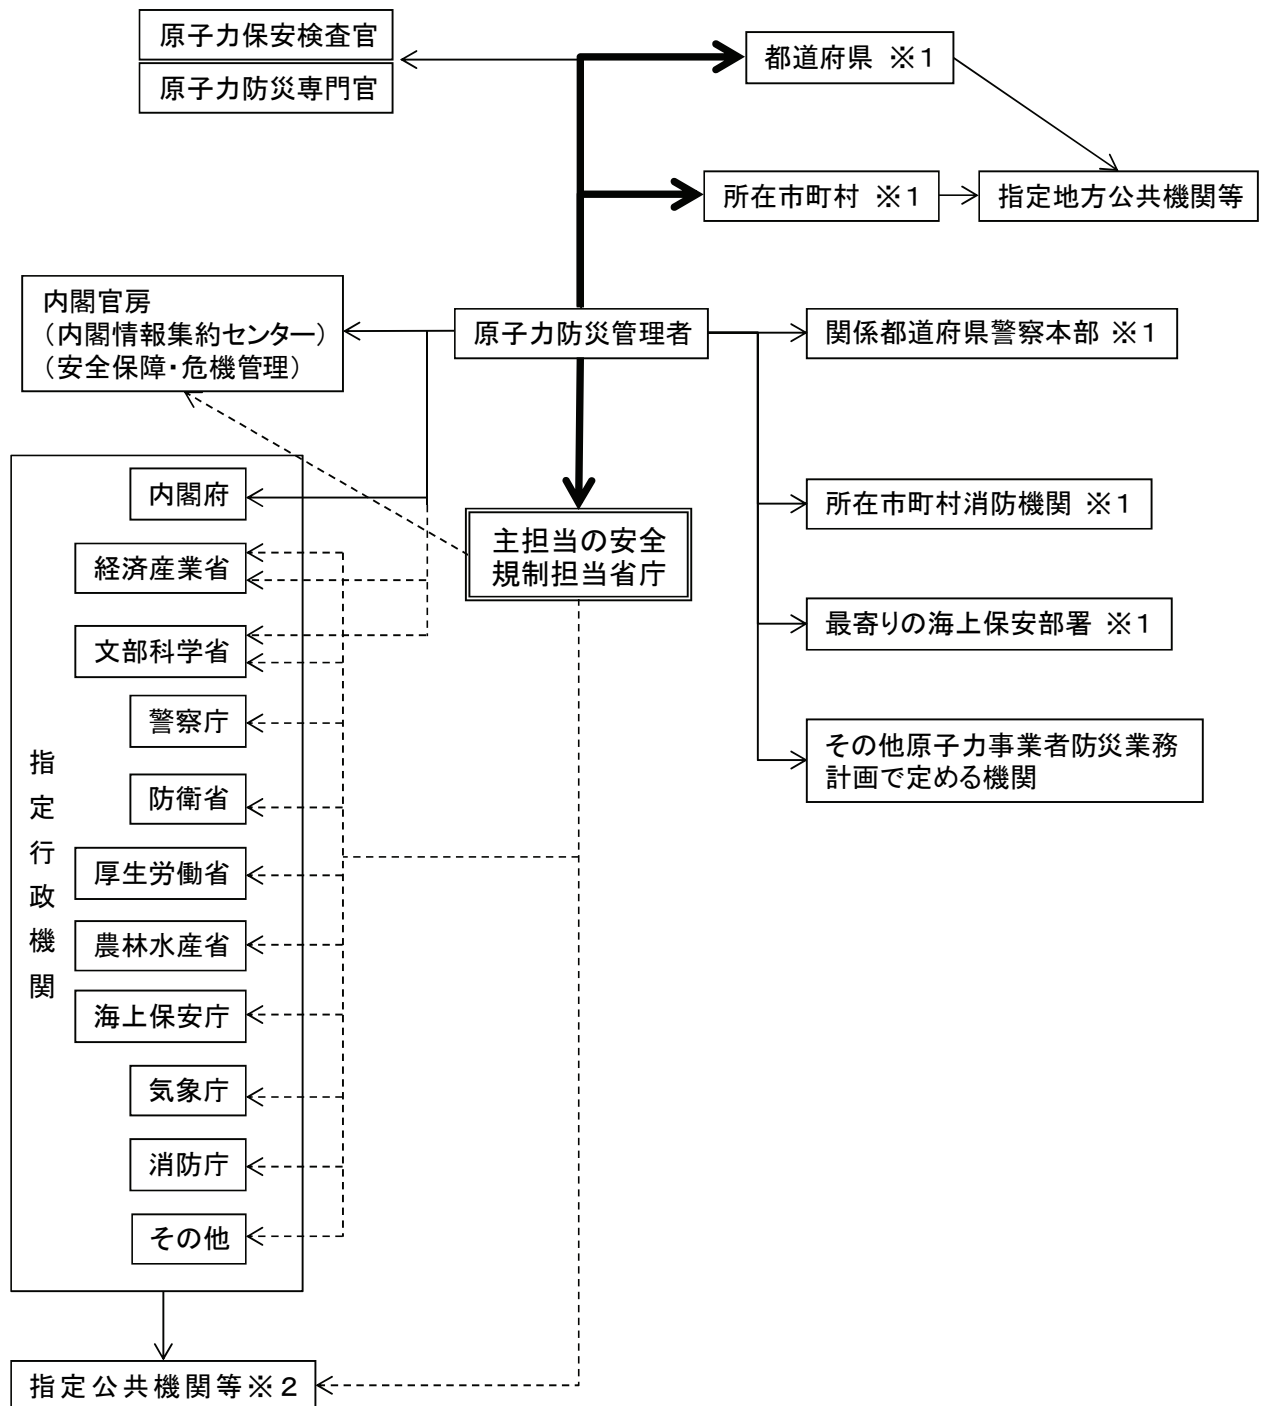 原子力保安検査官
原子力防災専門官
都道府県 ※1
所在市町村 ※1
指定地方公共機関等
内閣官房
(内閣情報集約センター)
(安全保障・危機管理)
原子力防災管理者
関係都道府県警察本部 ※1
所在市町村消防機関 ※1
最寄りの海上保安部署 ※1
その他原子力事業者防災業務
計画で定める機関
主担当の安全
規制担当省庁
指定行政機関
内閣府
経済産業省
文部科学省
警察庁
防衛省
厚生労働省
農林水産省
海上保安庁
気象庁
消防庁
その他
指定公共機関等※2